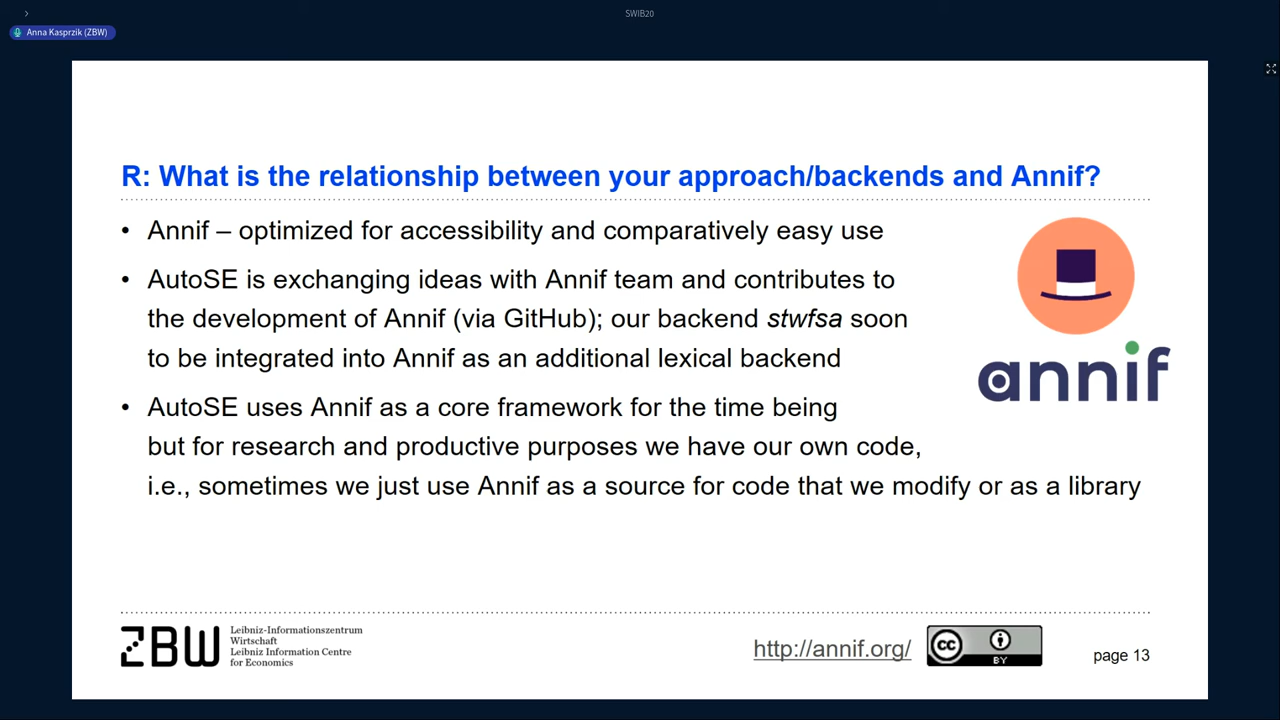 SWIB20
Anna Kasprzik (ZBW)
R: What is the relationship between your approach/backends and Annif?
• Annif – optimized for accessibility and comparatively easy use
• AutoSE is exchanging ideas with Annif team and contributes to
the development of Annif (via GitHub); our backend stwfsa soon
to be integrated into Annif as an additional lexical backend
• AutoSE uses Annif as a core framework for the time being
but for research and productive purposes we have our own code,
i.e., sometimes we just use Annif as a source for code that we modify or as a library
annif
ZBW
Leibniz-Informationszentrum
Wirtschaft
Leibniz Information Centre
for Economics
http://annif.org/
cc
BY
page 13